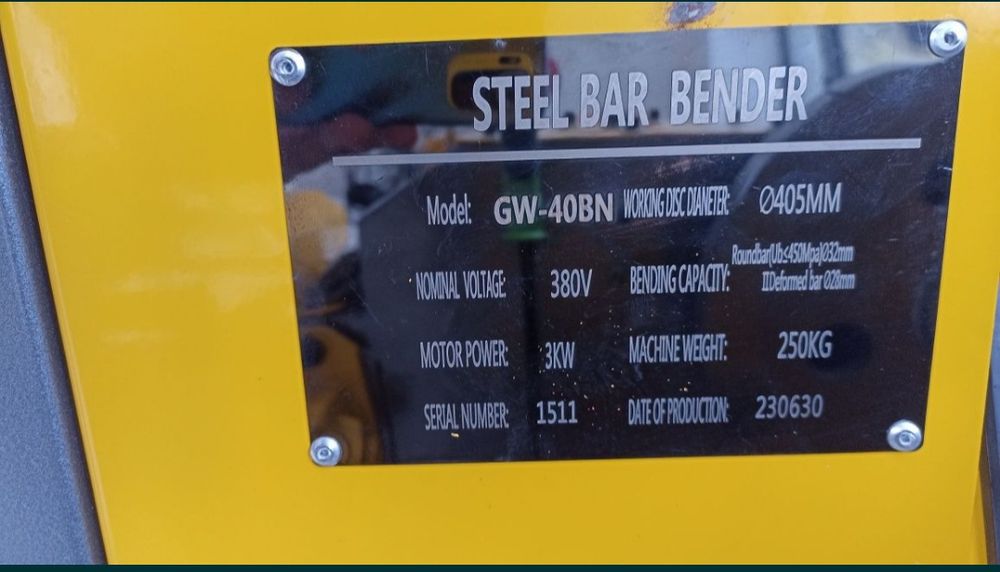 STEEL BAR BENDER
Model: GW-40BN WORKING DISC DIANETER: Ø405MM
NOMINAL VOLTAGE: 380V BENDING CAPACITY: Roundbar(Ub<450Mpa)Ø32mm
IIDeformed bar Ø28mm
MOTOR POWER: 3KW MACHINE WEIGHT: 250KG
SERIAL NUMBER: 1511 DATE OF PRODUCTION: 230630